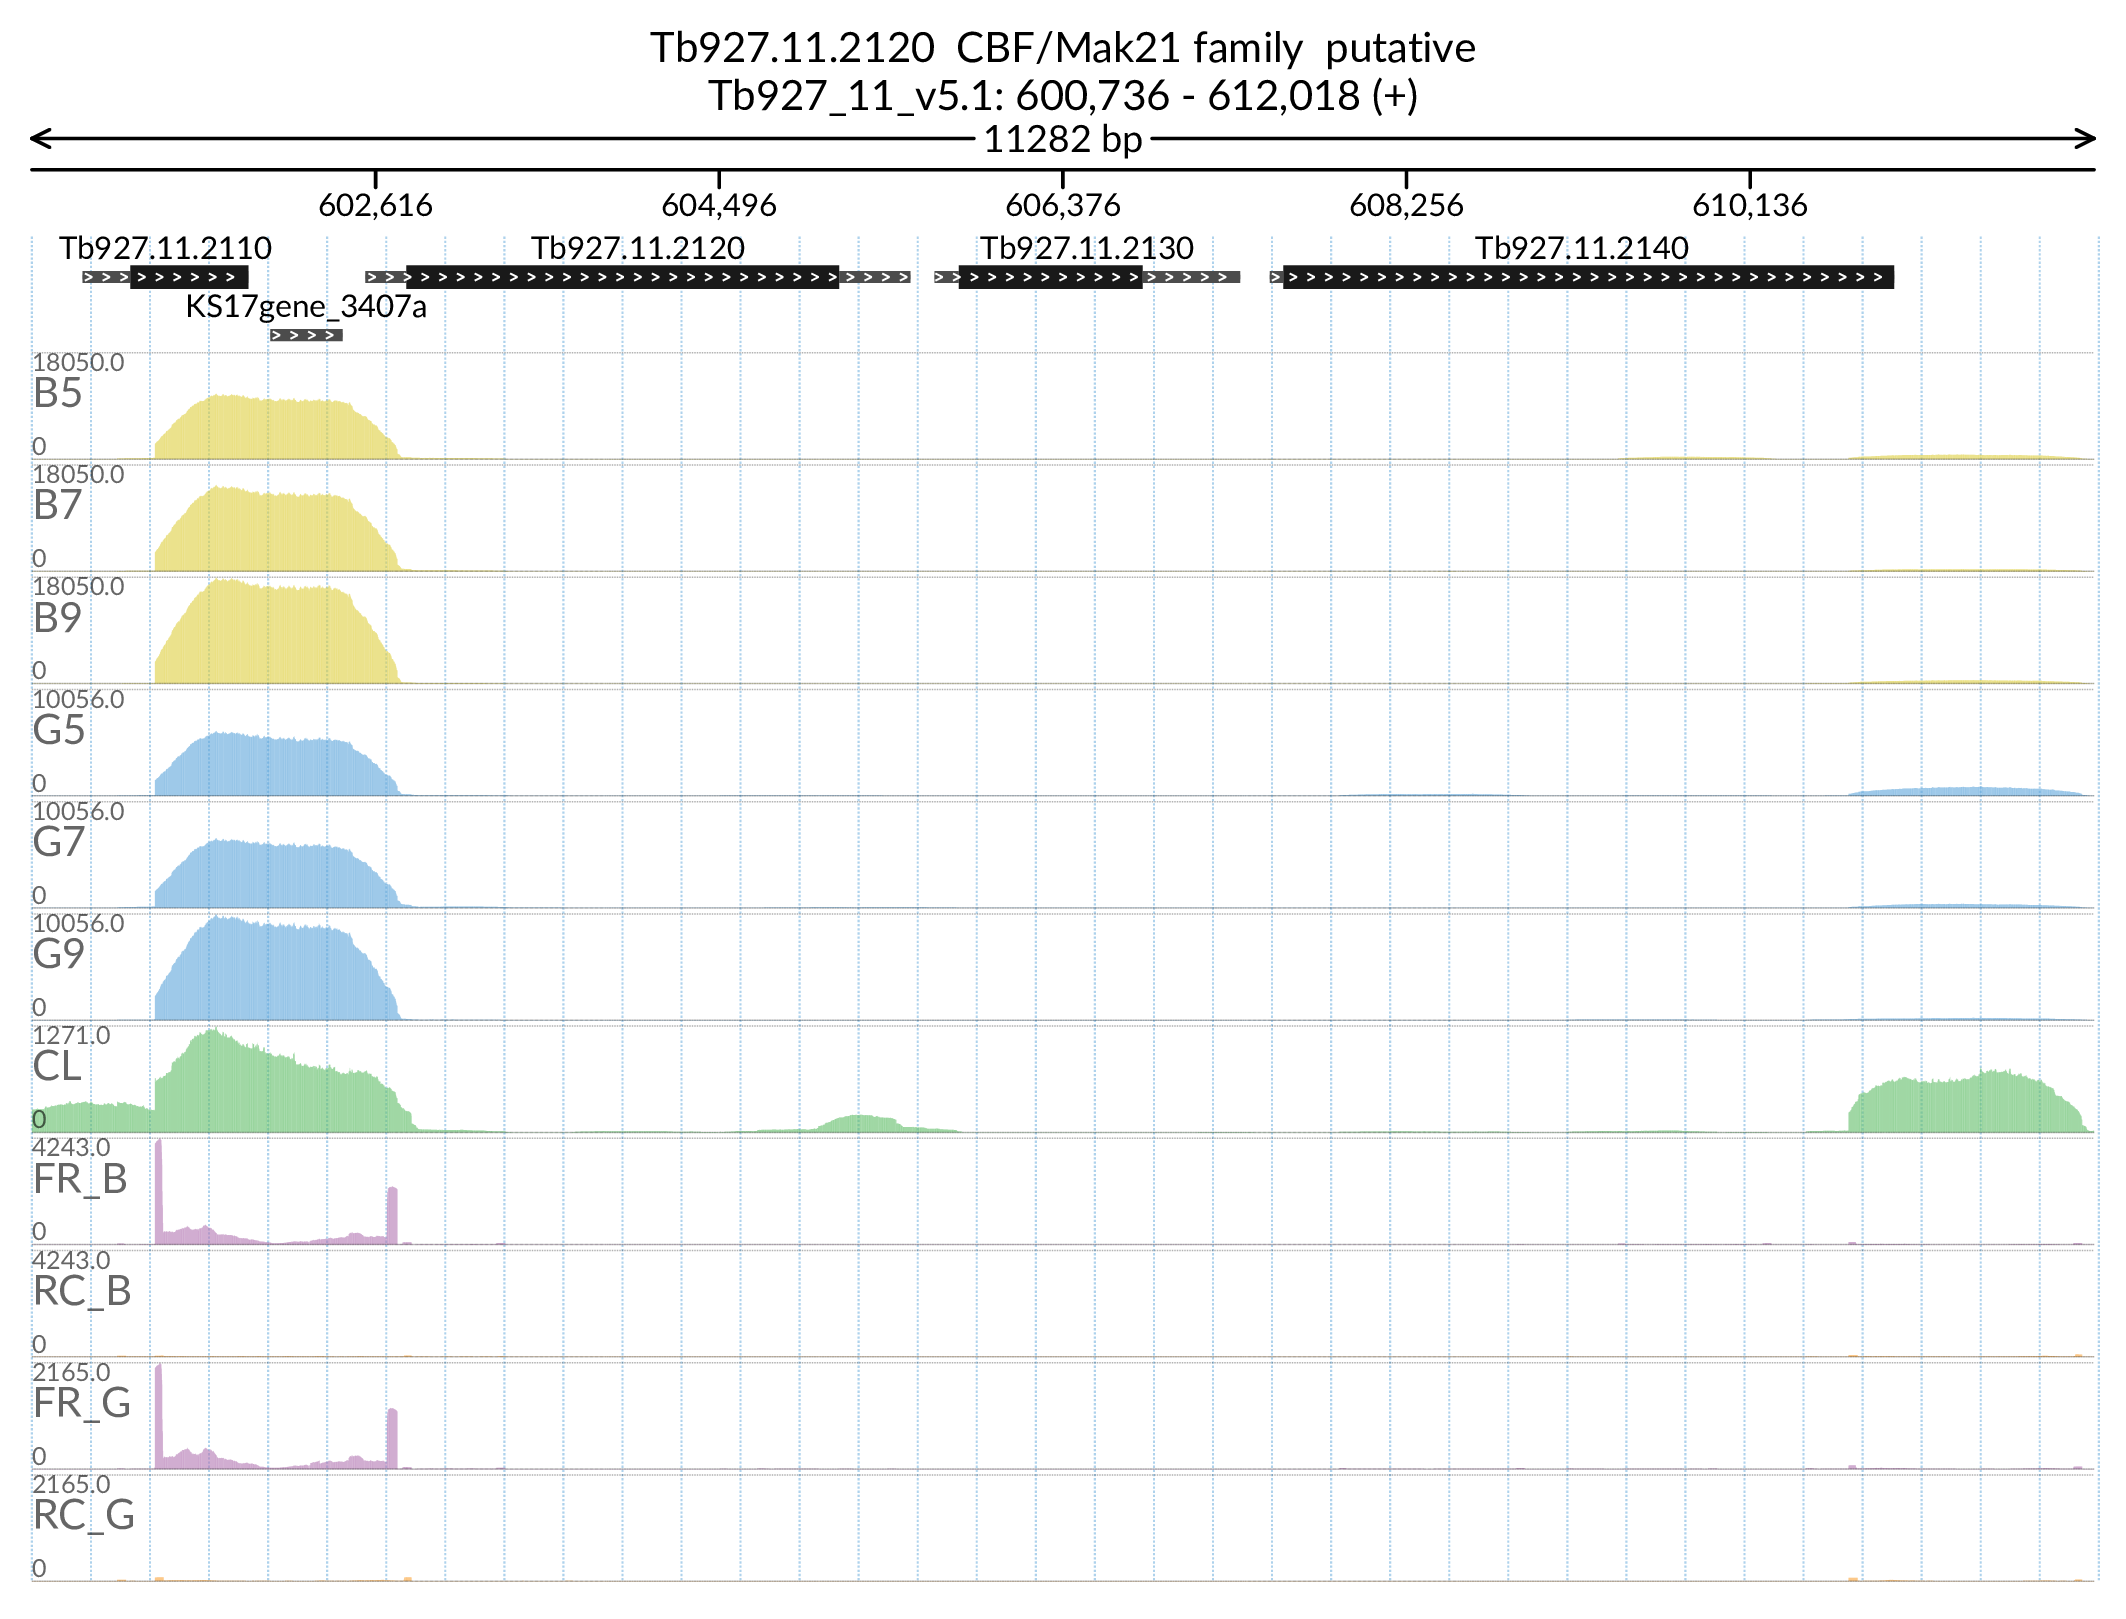 Tb927.11.2120  CBF/Mak21 family  putative
Tb927_11_v5.1: 600,736 - 612,018 (+)
11282 bp
602,616 604,496 606,376 608,256 610,136
Tb927.11.2110 Tb927.11.2120 Tb927.11.2130 Tb927.11.2140
KS17gene_3407a
18050.0
B5
0
18050.0
B7
0
18050.0
B9
0
10056.0
G5
0
10056.0
G7
0
10056.0
G9
0
1271.0
CL
0
4243.0
FR_B
0
4243.0
RC_B
0
2165.0
FR_G
0
2165.0
RC_G
0